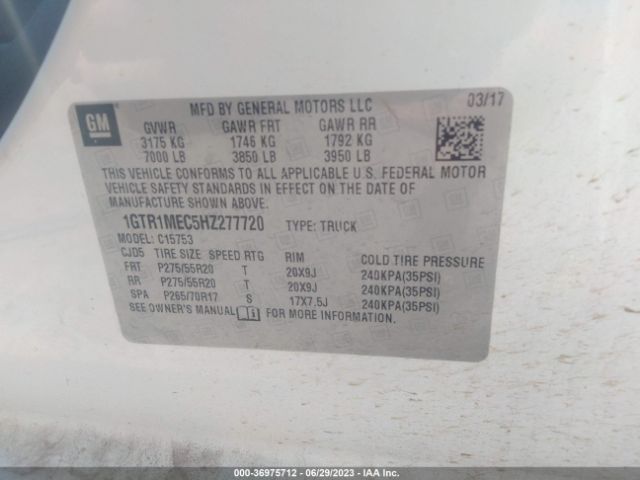 GM
MFD BY GENERAL MOTORS LLC 03/17
GVWR GAWR FRT GAWR RR
3175 KG 1746 KG 1792 KG
7000 LB 3850 LB 3950 LB
THIS VEHICLE CONFORMS TO ALL APPLICABLE U.S. FEDERAL MOTOR
VEHICLE SAFETY STANDARDS IN EFFECT ON THE DATE OF
MANUFACTURE SHOWN ABOVE.
1GTR1MEC5HZ277720 TYPE: TRUCK
MODEL: C15753
CJD5 TIRE SIZE SPEED RTG RIM COLD TIRE PRESSURE
FRT P275/55R20 T 20X9J 240KPA(35PSI)
RR P275/55R20 T 20X9J 240KPA(35PSI)
SPA P265/70R17 S 17X7.5J 240KPA(35PSI)
SEE OWNER'S MANUAL FOR MORE INFORMATION.
000-36975712 - 06/29/2023 - IAA Inc.